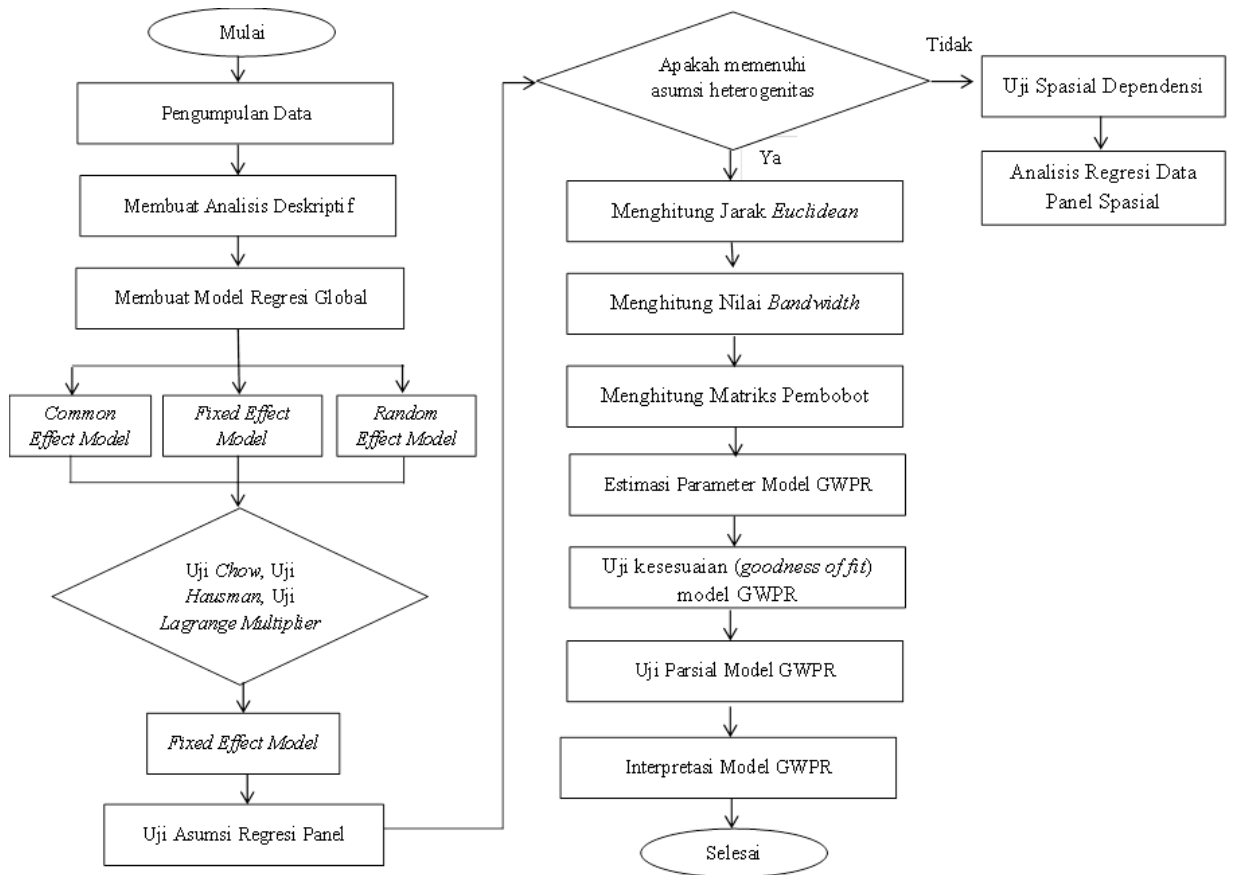 Mulai
Pengumpulan Data
Membuat Analisis Deskriptif
Membuat Model Regresi Global
Common
Effect Model
Fixed Effect
Model
Random
Effect Model
Uji Chow, Uji
Hausman, Uji
Lagrange Multiplier
Fixed Effect Model
Uji Asumsi Regresi Panel
Apakah memenuhi
asumsi heterogenitas
Tidak
Uji Spasial Dependensi
Analisis Regresi Data
Panel Spasial
Ya
Menghitung Jarak Euclidean
Menghitung Nilai Bandwidth
Menghitung Matriks Pembobot
Estimasi Parameter Model GWPR
Uji kesesuaian (goodness of fit)
model GWPR
Uji Parsial Model GWPR
Interpretasi Model GWPR
Selesai